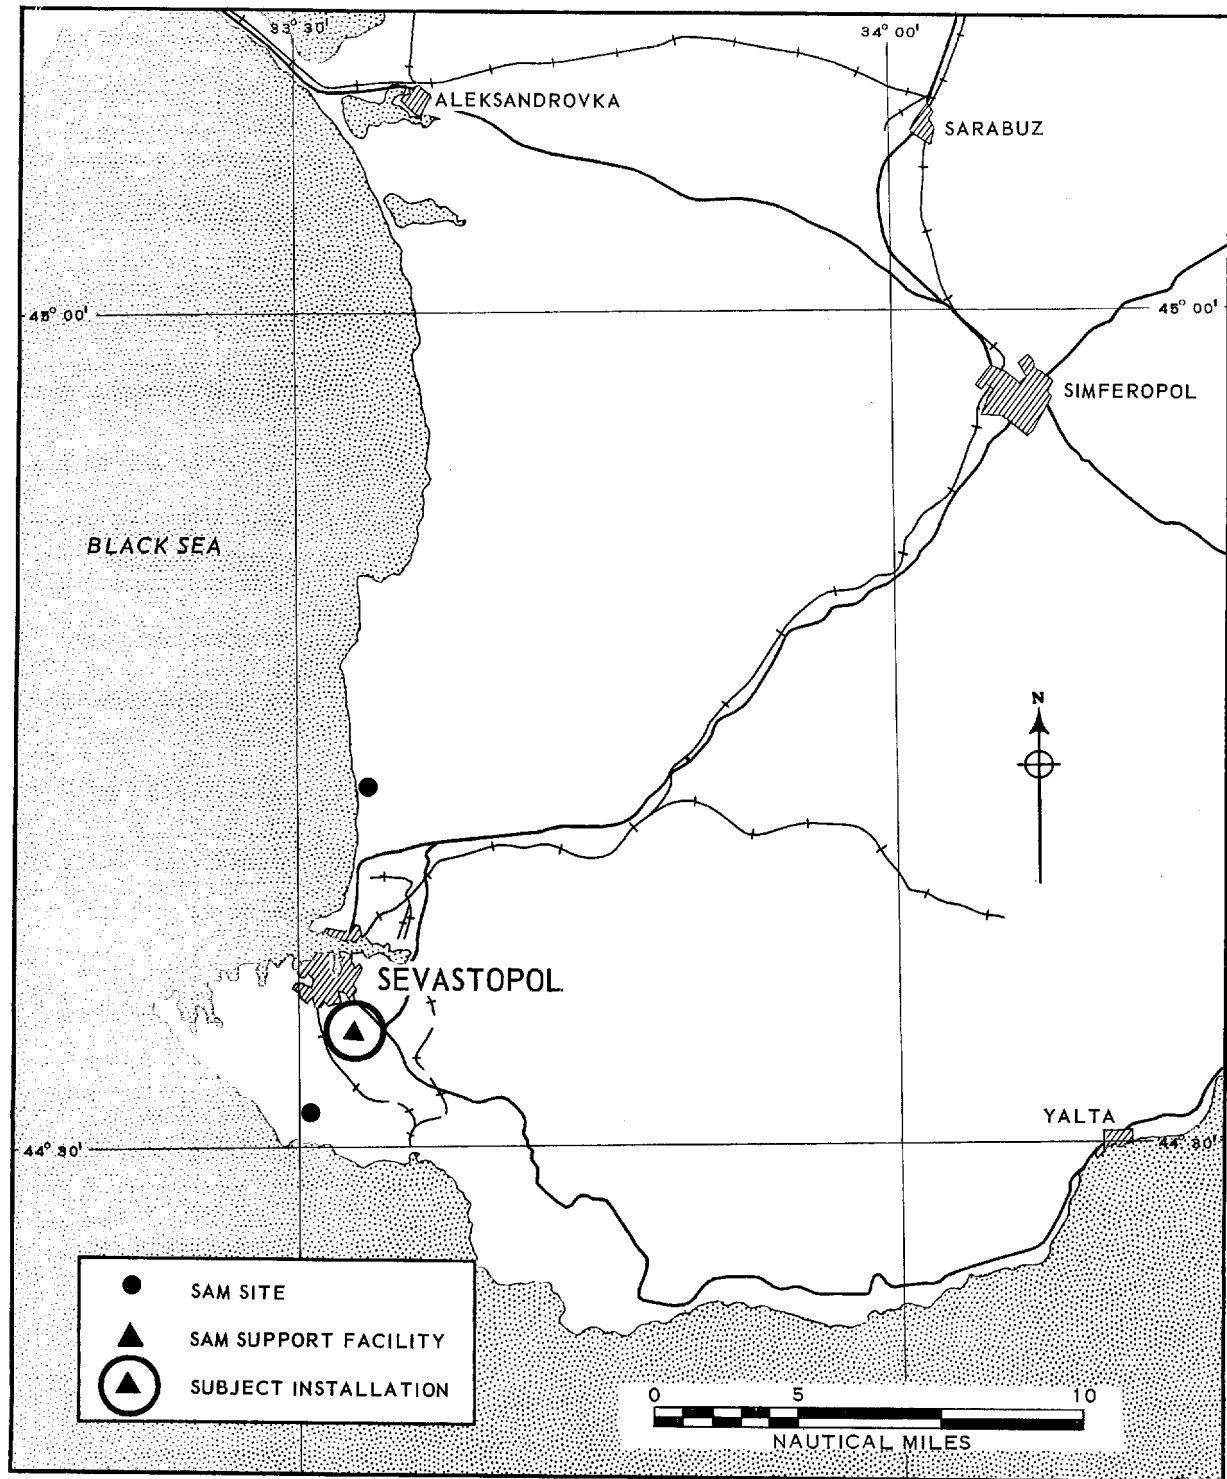 33° 30'
34° 00'
ALEKSANDROVKA
SARABUZ
45° 00'
45° 00'
SIMFEROPOL
BLACK SEA
N
SEVASTOPOL
YALTA
44° 30'
44° 30'
SAM SITE
SAM SUPPORT FACILITY
SUBJECT INSTALLATION
0 5 10
NAUTICAL MILES